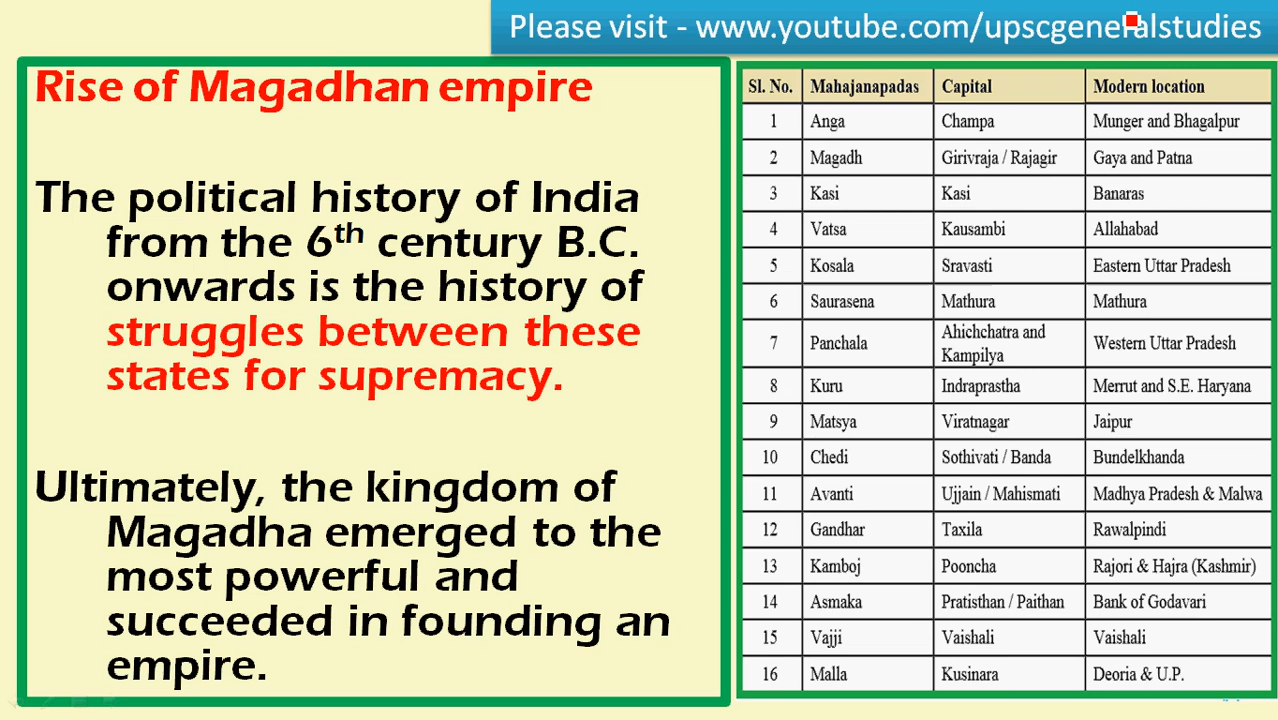 Please visit - www.youtube.com/upscgeneralstudies
Rise of Magadhan empire
The political history of India
from the 6th century B.C.
onwards is the history of
struggles between these
states for supremacy.
Ultimately, the kingdom of
Magadha emerged to the
most powerful and
succeeded in founding an
empire.
Sl. No. Mahajanapadas Capital Modern location
1 Anga Champa Munger and Bhagalpur
2 Magadh Girivraja / Rajagir Gaya and Patna
3 Kasi Kasi Banaras
4 Vatsa Kausambi Allahabad
5 Kosala Sravasti Eastern Uttar Pradesh
6 Saurasena Mathura Mathura
7 Panchala Ahichchatra and Kampilya Western Uttar Pradesh
8 Kuru Indraprastha Merrut and S.E. Haryana
9 Matsya Viratnagar Jaipur
10 Chedi Sothivati / Banda Bundelkhanda
11 Avanti Ujjain / Mahismati Madhya Pradesh & Malwa
12 Gandhar Taxila Rawalpindi
13 Kamboj Pooncha Rajori & Hajra (Kashmir)
14 Asmaka Pratisthan / Paithan Bank of Godavari
15 Vajji Vaishali Vaishali
16 Malla Kusinara Deoria & U.P.